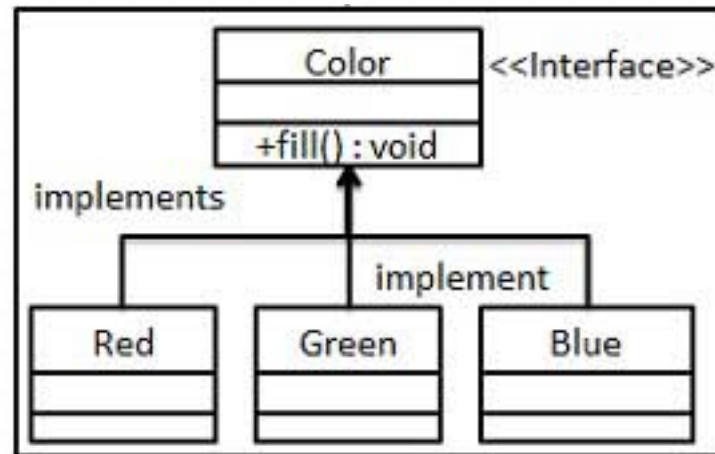 Color
<<Interface>>
+fill() : void
implements
implement
Red
Green
Blue